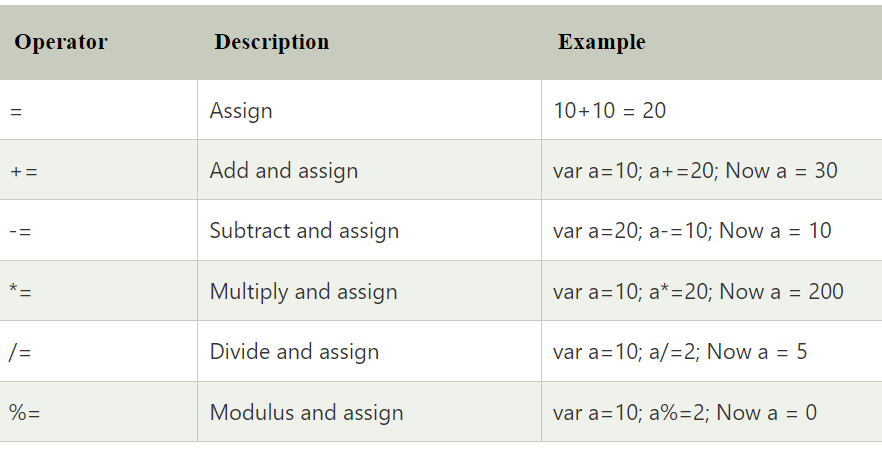 Operator Description Example
= Assign 10+10 = 20
+= Add and assign var a=10; a+=20; Now a = 30
-= Subtract and assign var a=20; a-=10; Now a = 10
*= Multiply and assign var a=10; a*=20; Now a = 200
/= Divide and assign var a=10; a/=2; Now a = 5
%= Modulus and assign var a=10; a%=2; Now a = 0